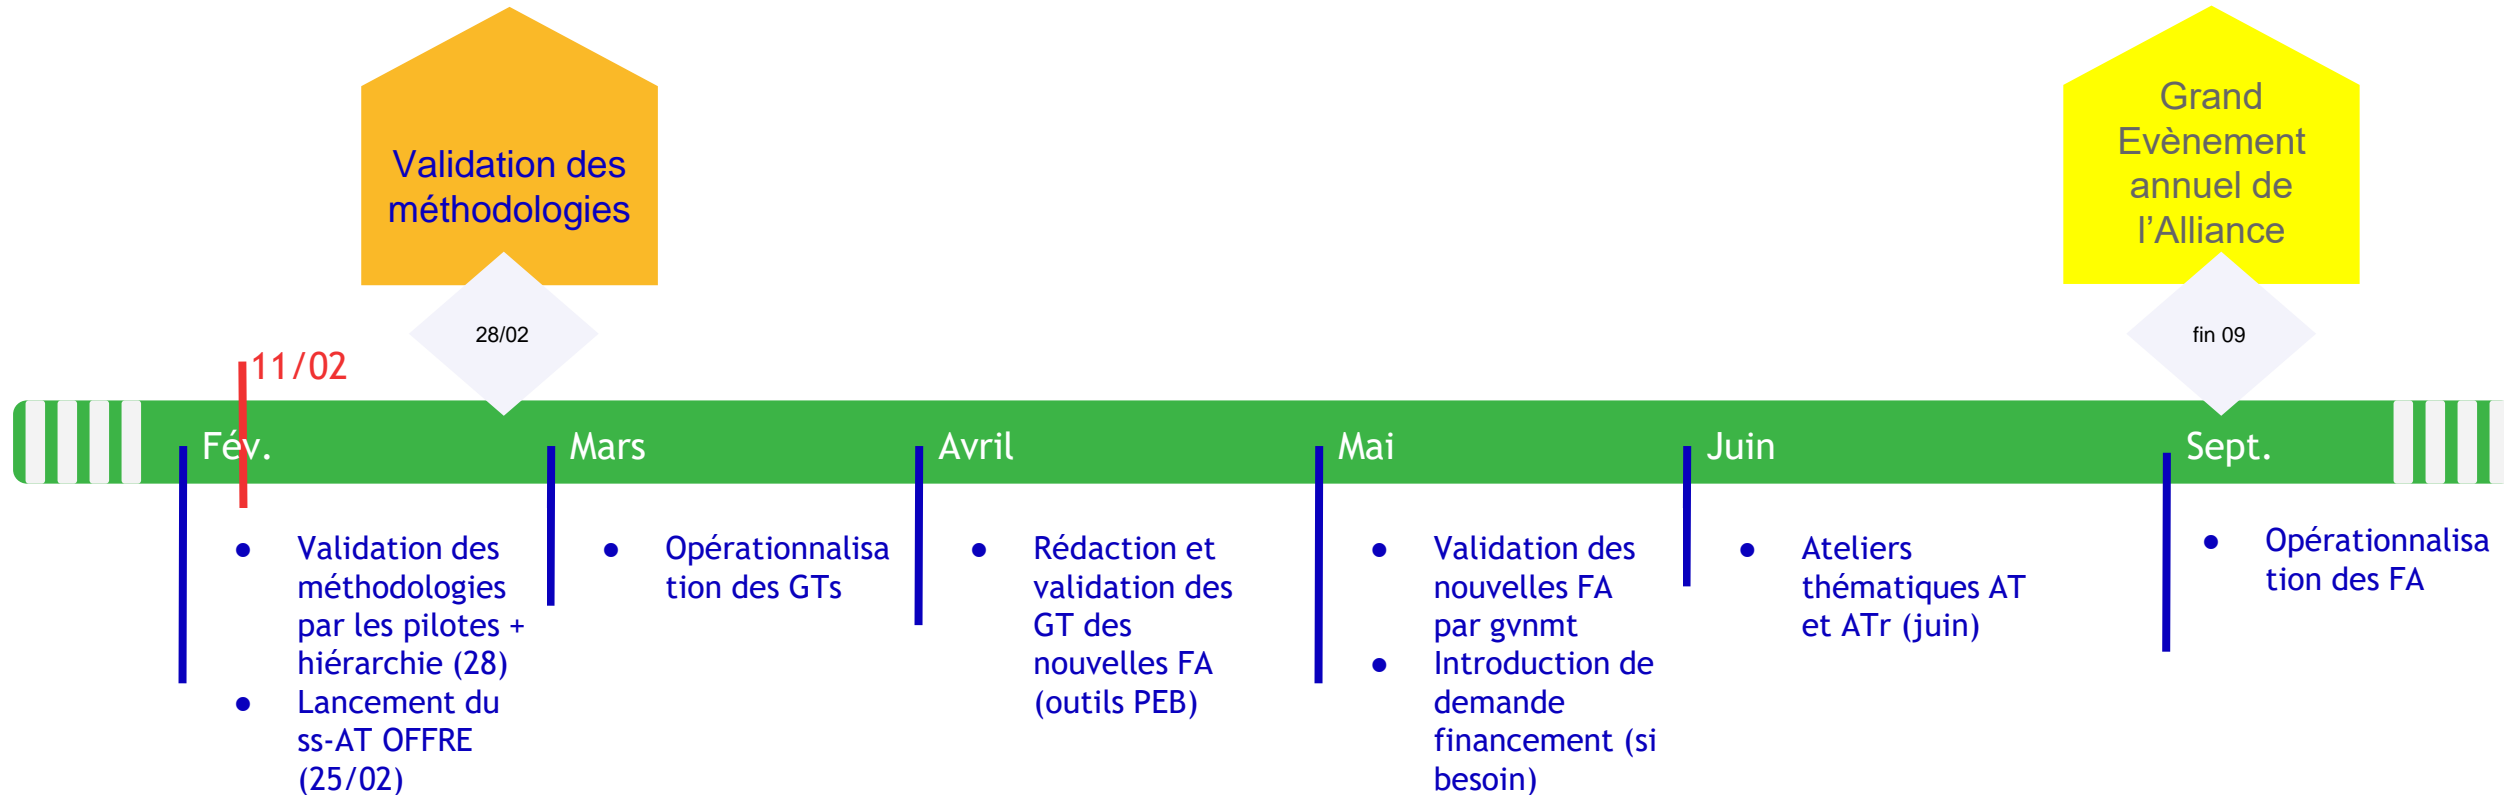 Validation des
méthodologies
28/02
Grand
Evènement
annuel de
l’Alliance
fin 09
11/02
Fév.
Mars
Avril
Mai
Juin
Sept.
● Validation des
méthodologies
par les pilotes +
hiérarchie (28)
● Lancement du
ss-AT OFFRE
(25/02)
● Opérationnalisa
tion des GTs
● Rédaction et
validation des
GT des
nouvelles FA
(outils PEB)
● Validation des
nouvelles FA
par gvnmt
● Introduction de
demande
financement (si
besoin)
● Ateliers
thématiques AT
et ATr (juin)
● Opérationnalisa
tion des FA